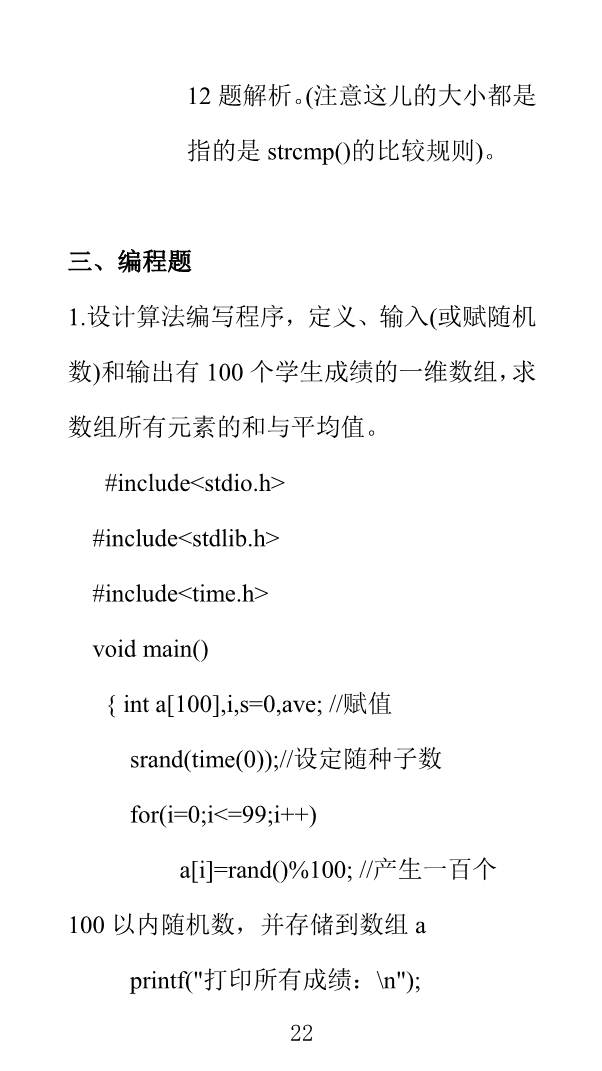 12 题解析。(注意这儿的大小都是
指的是 strcmp()的比较规则)。
三、编程题
1.设计算法编写程序，定义、输入(或赋随机
数)和输出有 100 个学生成绩的一维数组，求
数组所有元素的和与平均值。
#include<stdio.h>
#include<stdlib.h>
#include<time.h>
void main()
{ int a[100],i,s=0,ave; //赋值
srand(time(0));//设定随种子数
for(i=0;i<=99;i++)
a[i]=rand()%100; //产生一百个
100 以内随机数，并存储到数组 a
printf("打印所有成绩：\n");
22